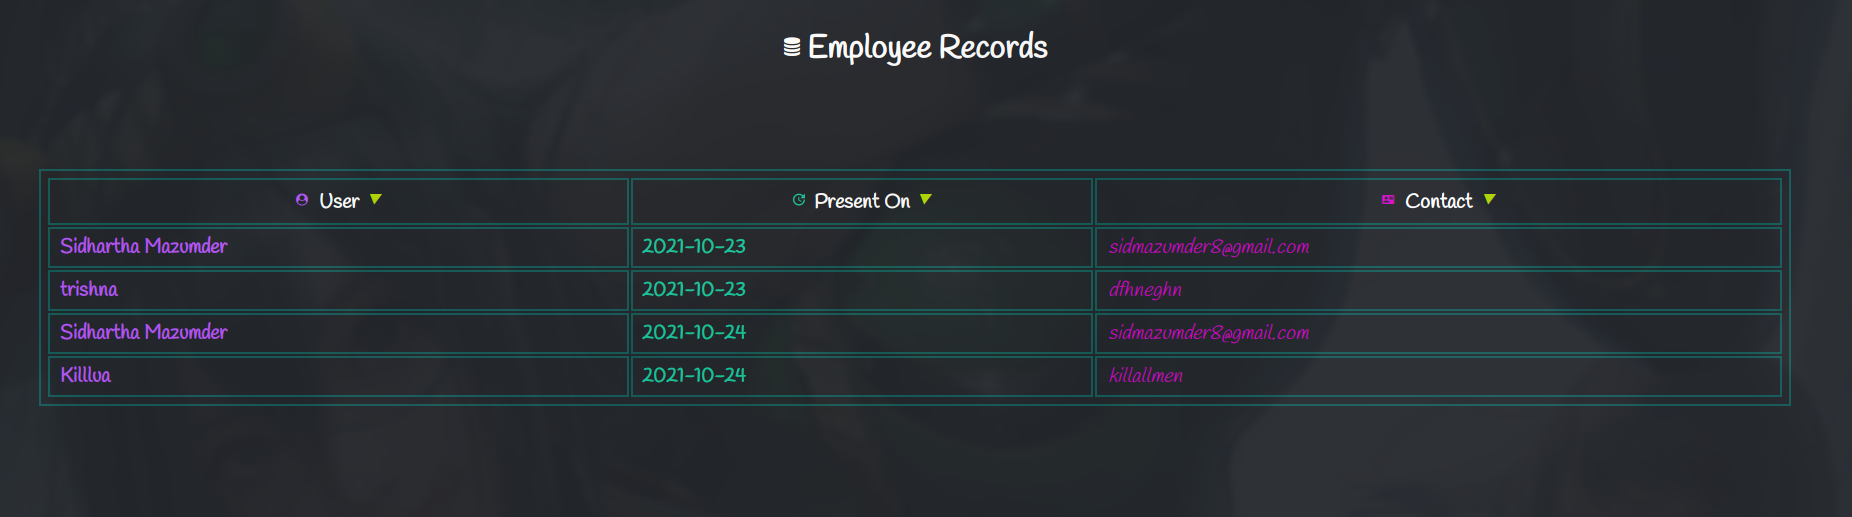 Employee Records
User Present On Contact
Sidhartha Mazumder 2021-10-23 sidmazumder8@gmail.com
trishna 2021-10-23 dfhneghn
Sidhartha Mazumder 2021-10-24 sidmazumder8@gmail.com
Killlua 2021-10-24 killallmen